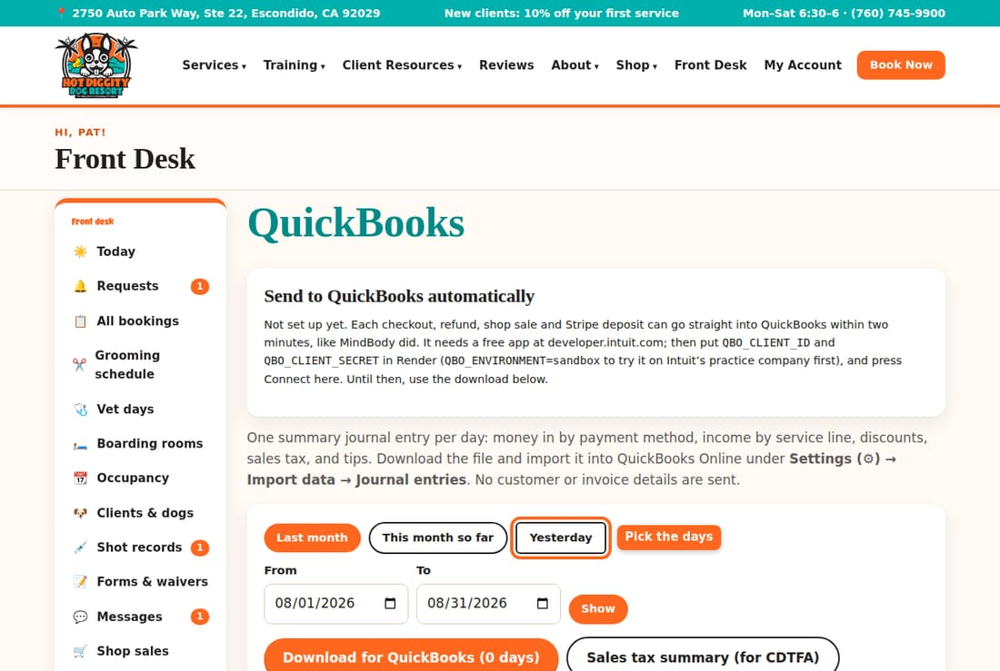 2750 Auto Park Way, Ste 22, Escondido, CA 92029
New clients: 10% off your first service
Mon–Sat 6:30–6 · (760) 745-9900
HOT DIGGITY
DOG RESORT
Services ▾
Training ▾
Client Resources ▾
Reviews
About ▾
Shop ▾
Front Desk
My Account
Book Now
HI, PAT!
Front Desk
Front desk
Today
Requests 1
All bookings
Grooming
schedule
Vet days
Boarding rooms
Occupancy
Clients & dogs
Shot records 1
Forms & waivers
Messages 1
Shop sales
QuickBooks
Send to QuickBooks automatically
Not set up yet. Each checkout, refund, shop sale and Stripe deposit can go straight into QuickBooks within two
minutes, like MindBody did. It needs a free app at developer.intuit.com; then put QBO_CLIENT_ID and
QBO_CLIENT_SECRET in Render (QBO_ENVIRONMENT=sandbox to try it on Intuit’s practice company first), and press
Connect here. Until then, use the download below.
One summary journal entry per day: money in by payment method, income by service line, discounts,
sales tax, and tips. Download the file and import it into QuickBooks Online under Settings (⚙) →
Import data → Journal entries. No customer or invoice details are sent.
Last month
This month so far
Yesterday
Pick the days
From
To
08/01/2026
08/31/2026
Show
Download for QuickBooks (0 days)
Sales tax summary (for CDTFA)